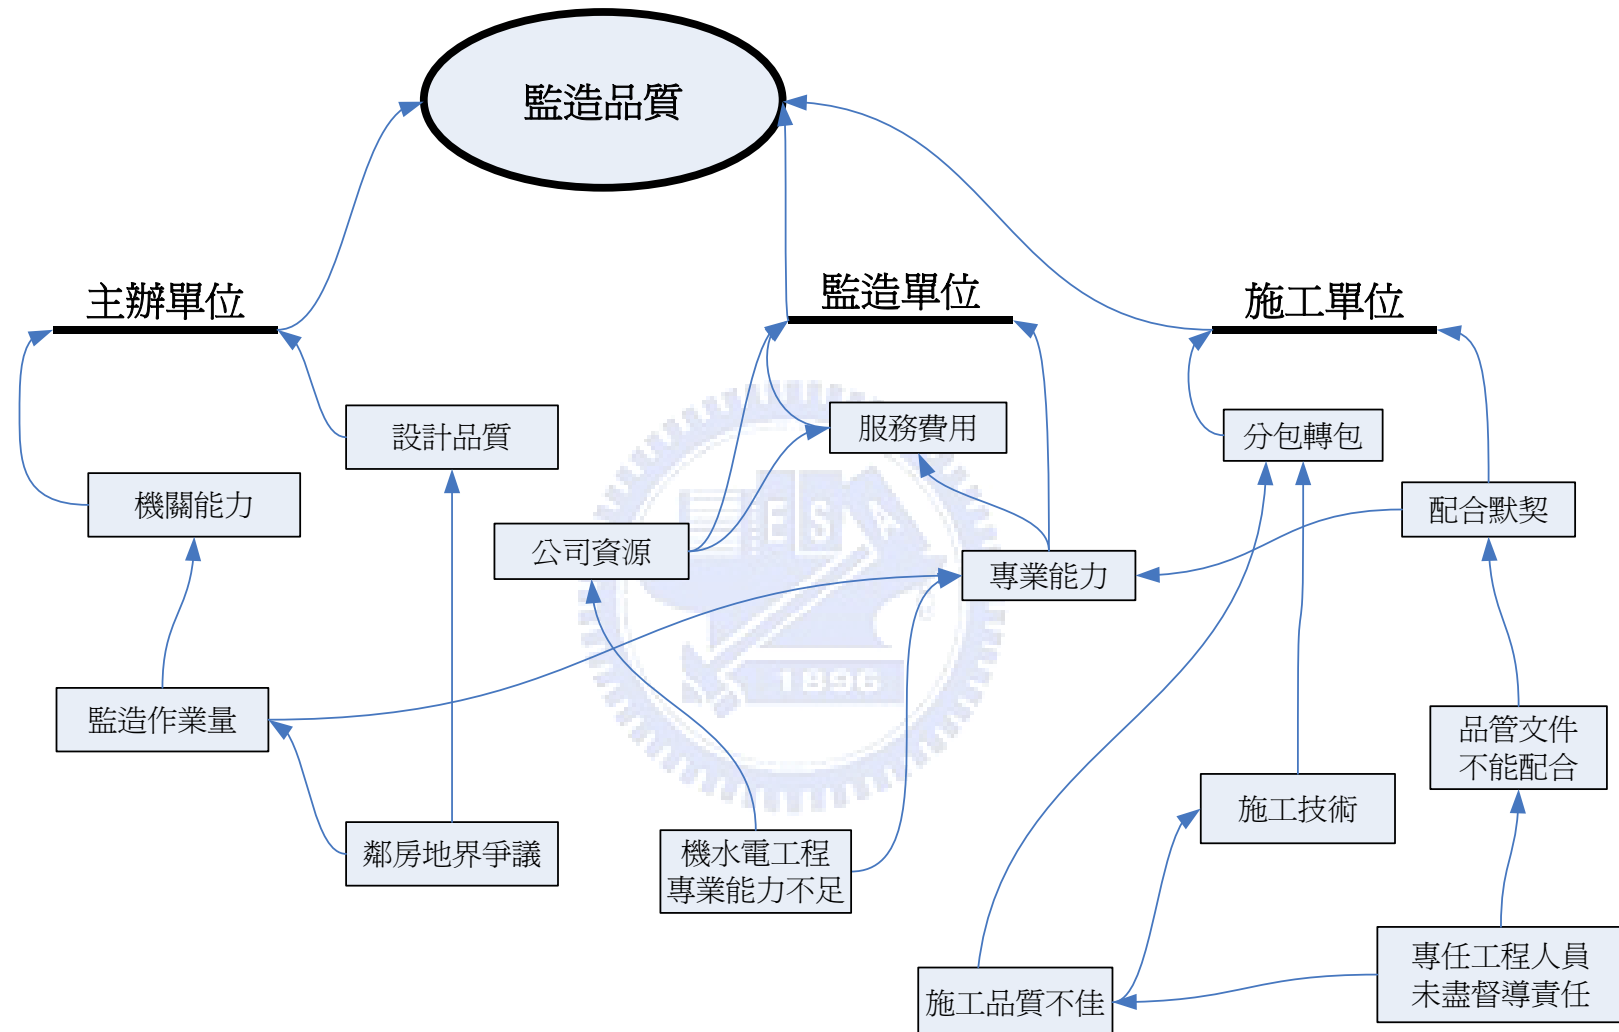 監造品質
主辦單位
監造單位
施工單位
設計品質
服務費用
分包轉包
機關能力
公司資源
專業能力
配合默契
ESA
1896
監造作業量
品管文件
不能配合
施工技術
鄰房地界爭議
機水電工程
專業能力不足
施工品質不佳
專任工程人員
未盡督導責任